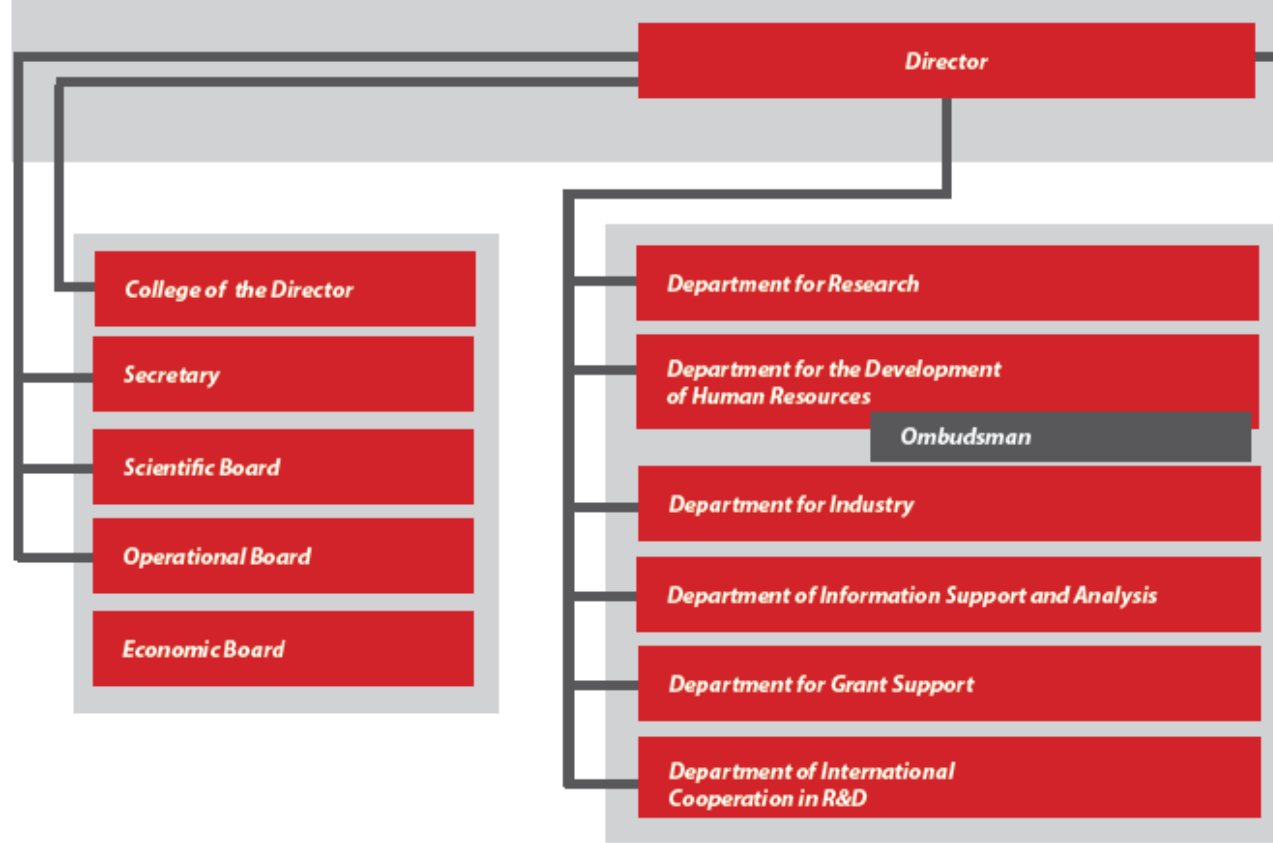 Director
College of the Director
Secretary
Scientific Board
Operational Board
Economic Board
Department for Research
Department for the Development
of Human Resources
Ombudsman
Department for Industry
Department of Information Support and Analysis
Department for Grant Support
Department of International
Cooperation in R&D